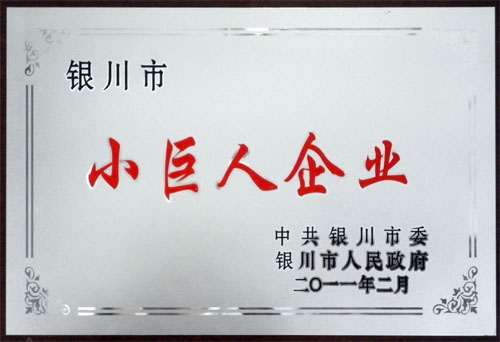 银川市
小巨人企业
中共银川市委
银川市人民政府
二〇一一年二月